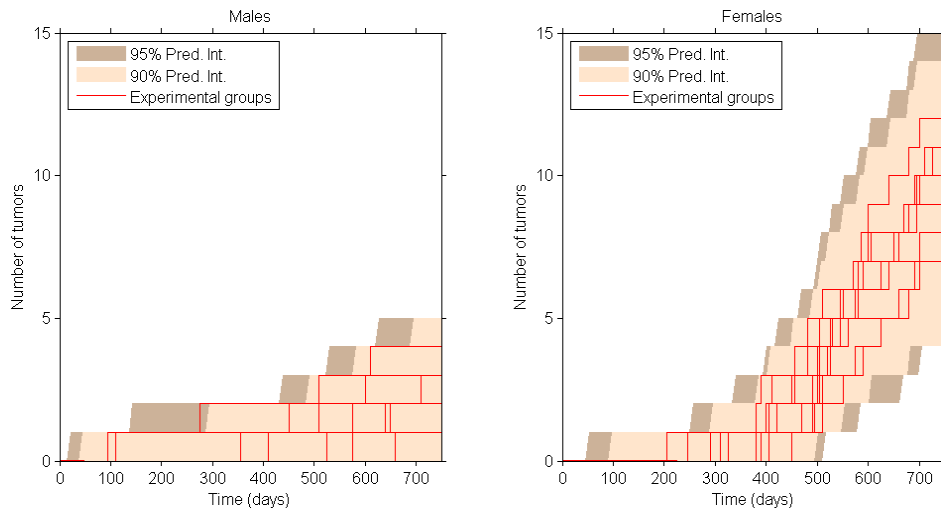 Males
Females
15
10
5
0
Number of tumors
95% Pred. Int.
90% Pred. Int.
Experimental groups
0 100 200 300 400 500 600 700
Time (days)
15
10
5
0
Number of tumors
95% Pred. Int.
90% Pred. Int.
Experimental groups
0 100 200 300 400 500 600 700
Time (days)